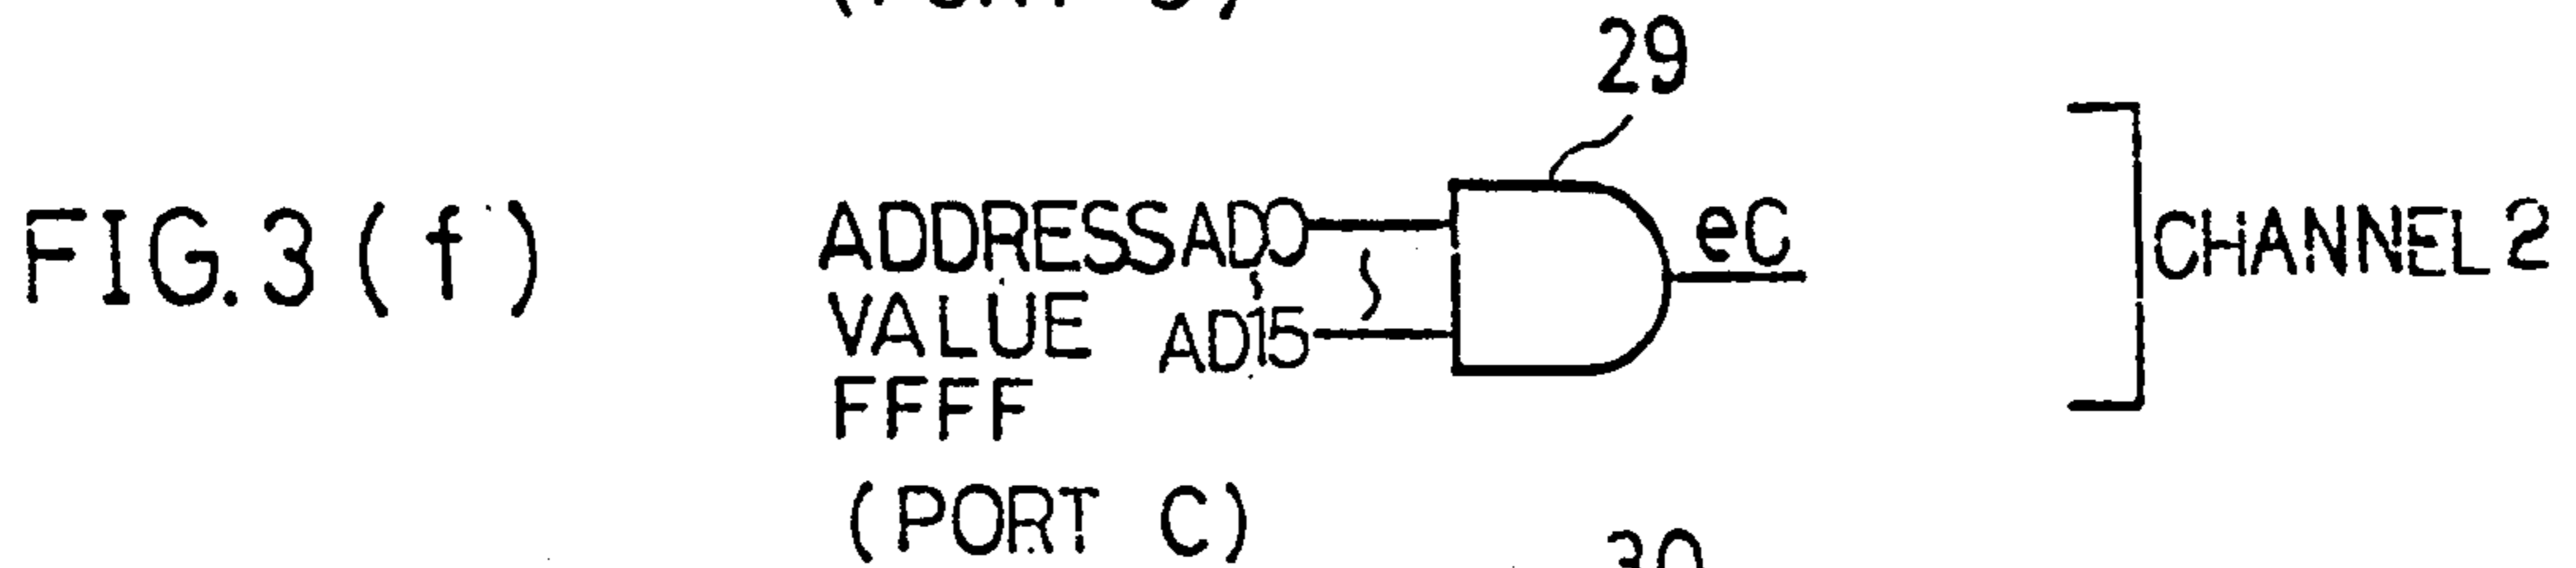 29
FIG.3(f)
ADDRESS AD0
VALUE AD15
FFFF
(PORT C)
eC
CHANNEL 2
30